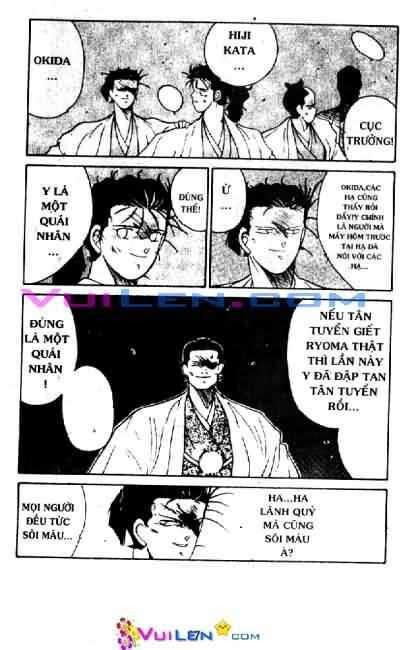 OKIDA
...
HIJI
KATA
...
CỤC
TRƯỞNG!
Y LÀ
MỘT
QUÁI
NHÂN
...
ĐÚNG
THẾ!
Ừ
...
OKIDA,CÁC
HẠ CŨNG
THẤY RỒI
ĐẤY!Y CHÍNH
LÀ NGƯỜI MÀ
MẤY HÔM TRƯỚC
TẠI HẠ ĐÃ
NÓI VỚI CÁC
HẠ...
VuiLen.com
ĐÚNG
LÀ MỘT
QUÁI
NHÂN
!
NẾU TÂN
TUYỂN GIẾT
RYOMA THẬT
THÌ LẦN NÀY
Y ĐÃ ĐẬP TAN
TÂN TUYỂN
RỒI...
MỌI NGƯỜI
ĐỀU TỨC
SÔI MÁU...
HA...HA
LÃNH QUỶ
MÀ CŨNG
SÔI MÁU
À?
7
VUILEN.com